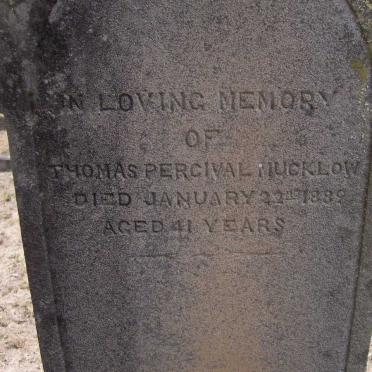 IN LOVING MEMORY
OF
THOMAS PERCIVAL HUCKLOW
DIED JANUARY 22ND 1889
AGED 41 YEARS